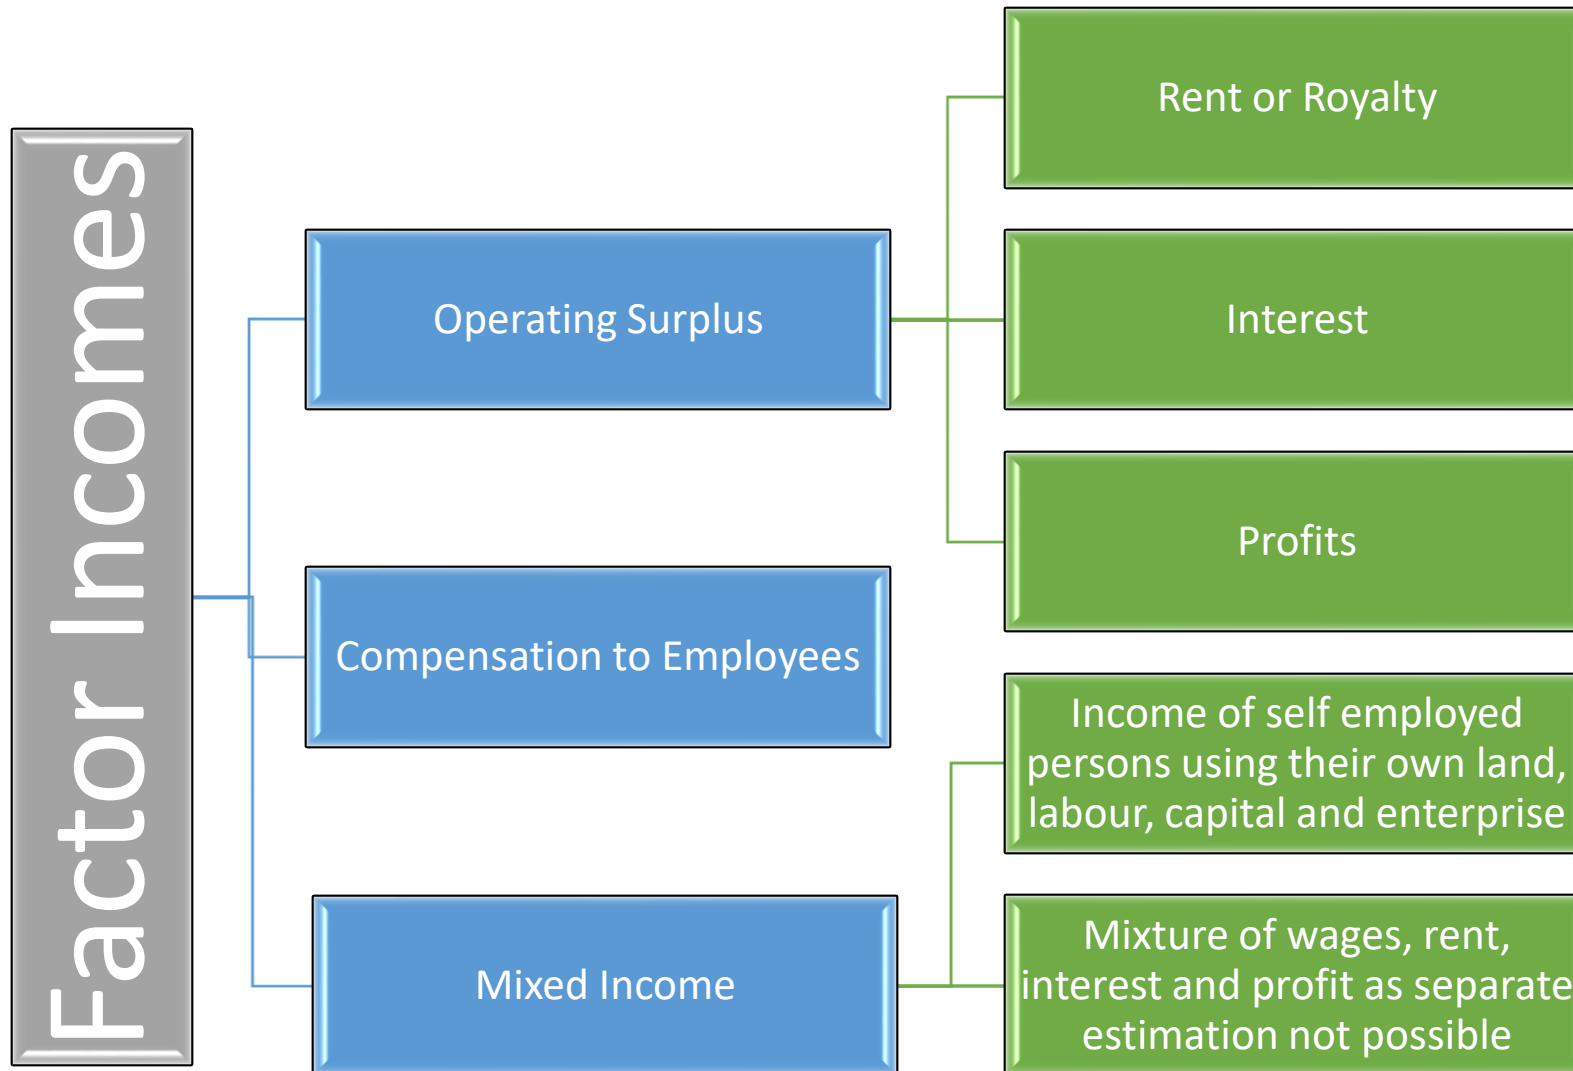 Factor Incomes
Operating Surplus
Rent or Royalty
Interest
Profits
Compensation to Employees
Mixed Income
Income of self employed
persons using their own land,
labour, capital and enterprise
Mixture of wages, rent,
interest and profit as separate
estimation not possible